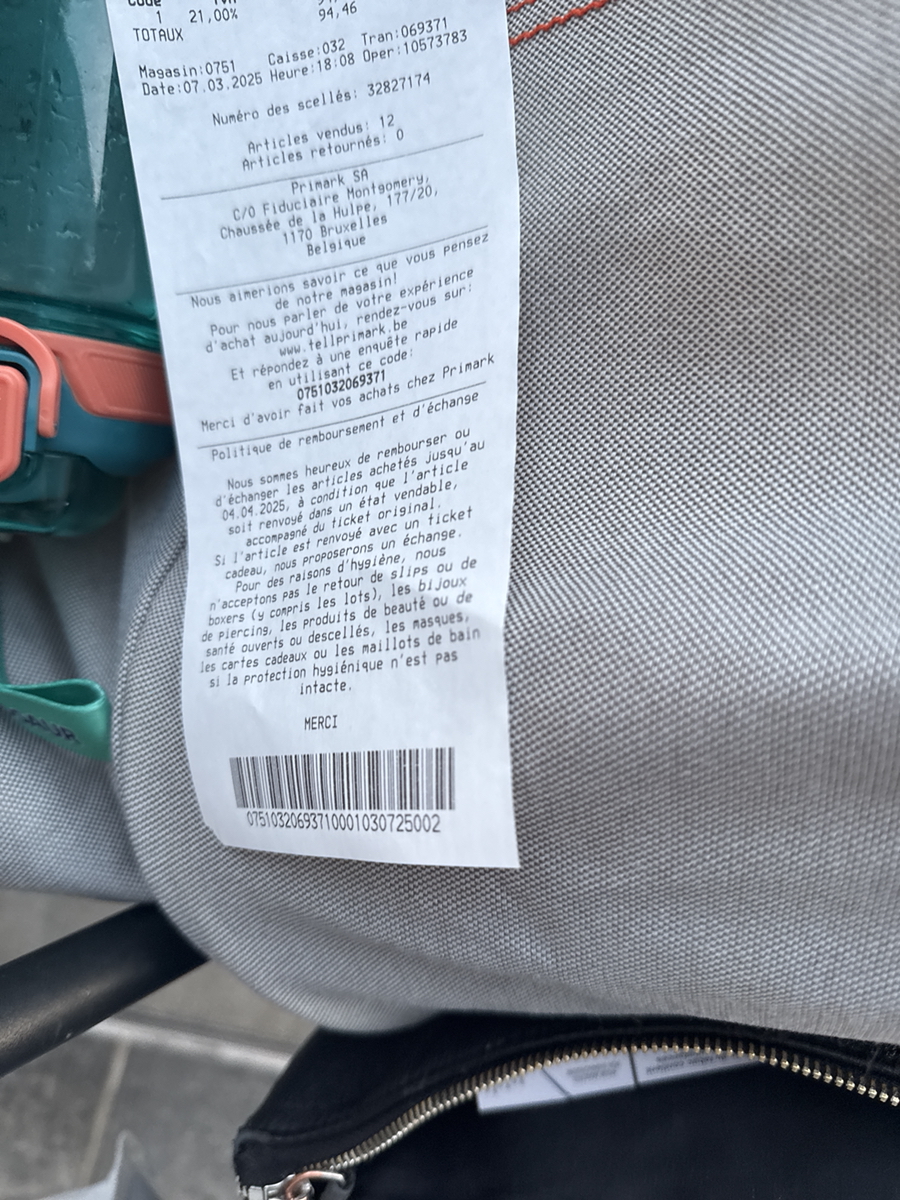 Code
1 21,00% 94,46
TOTAUX
Magasin:0751 Caisse:032 Tran:069371
Date:07.03.2025 Heure:18:08 Oper:10573783
Numéro des scellés: 32827174
Articles vendus: 12
Articles retournés: 0
Primark SA
C/O Fiduciaire Montgomery,
Chaussée de la Hulpe, 177/20,
1170 Bruxelles
Belgique
Nous aimerions savoir ce que vous pensez
de notre magasin!
Pour nous parler de votre expérience
d'achat aujourd'hui, rendez-vous sur:
www.tellprimark.be
Et répondez à une enquête rapide
en utilisant ce code:
0751032069371
Merci d'avoir fait vos achats chez Primark
Politique de remboursement et d'échange
Nous sommes heureux de rembourser ou
d'échanger les articles achetés jusqu'au
04.04.2025, à condition que l'article
soit renvoyé dans un état vendable,
accompagné du ticket original.
Si l'article est renvoyé avec un ticket
cadeau, nous proposerons un échange.
Pour des raisons d'hygiène, nous
n'acceptons pas le retour de slips ou de
boxers (y compris les lots), les bijoux
de piercing, les produits de beauté ou de
santé ouverts ou descellés, les masques,
les cartes cadeaux ou les maillots de bain
si la protection hygiénique n'est pas
intacte.
MERCI
07510320693710001030725002